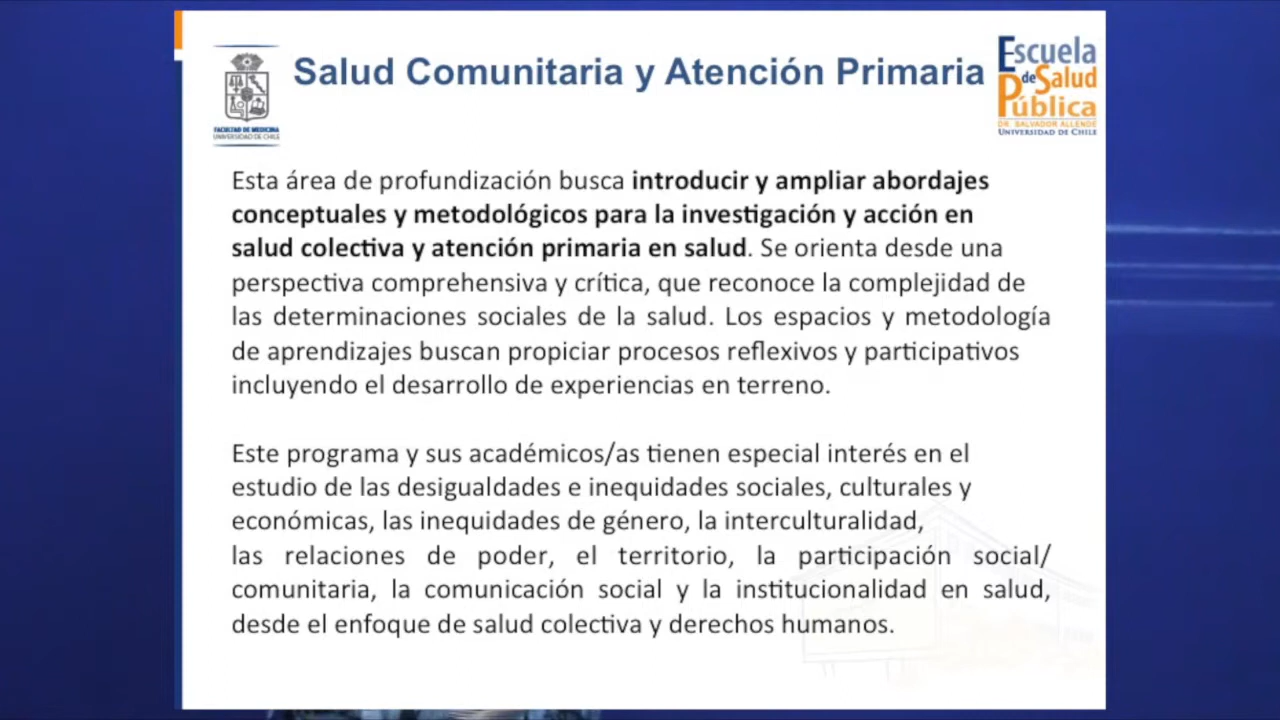 Salud Comunitaria y Atención Primaria
FACULTAD DE MEDICINA
UNIVERSIDAD DE CHILE
Escuela
de Salud
Pública
DR. SALVADOR ALLENDE
UNIVERSIDAD DE CHILE
Esta área de profundización busca introducir y ampliar abordajes
conceptuales y metodológicos para la investigación y acción en
salud colectiva y atención primaria en salud. Se orienta desde una
perspectiva comprehensiva y crítica, que reconoce la complejidad de
las determinaciones sociales de la salud. Los espacios y metodología
de aprendizajes buscan propiciar procesos reflexivos y participativos
incluyendo el desarrollo de experiencias en terreno.
Este programa y sus académicos/as tienen especial interés en el
estudio de las desigualdades e inequidades sociales, culturales y
económicas, las inequidades de género, la interculturalidad,
las relaciones de poder, el territorio, la participación social/
comunitaria, la comunicación social y la institucionalidad en salud,
desde el enfoque de salud colectiva y derechos humanos.